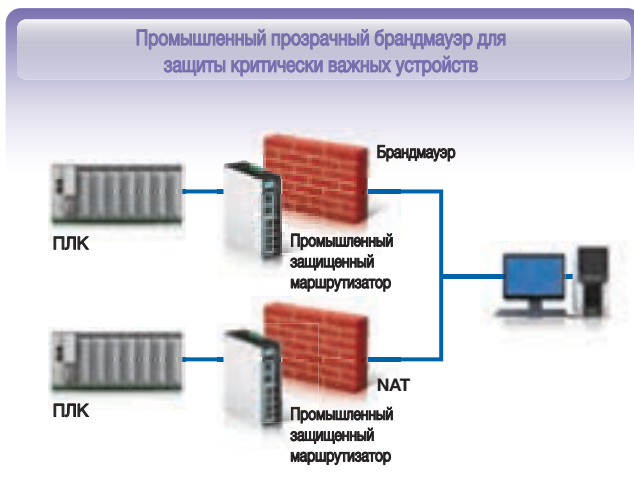 Промышленный прозрачный брандмауэр для
защиты критически важных устройств
Брандмауэр
ПЛК
Промышленный
защищенный
маршрутизатор
NAT
ПЛК
Промышленный
защищенный
маршрутизатор